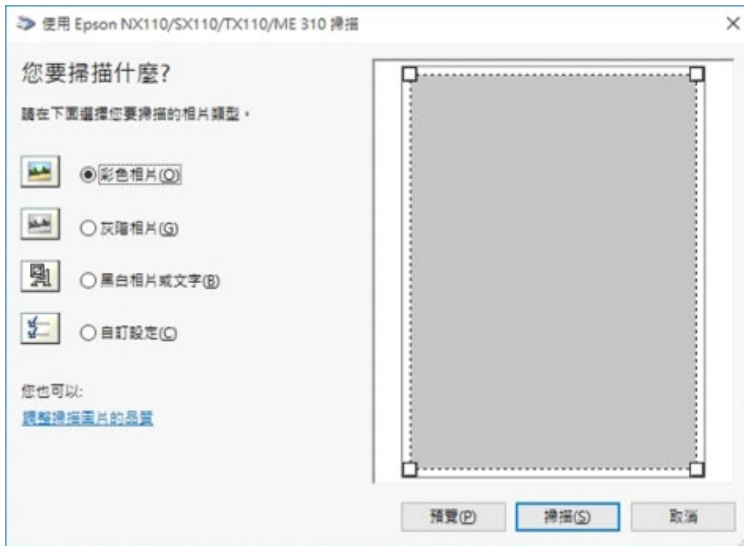 使用 Epson NX110/SX110/TX110/ME 310 掃描
您要掃描什麼?
請在下面選擇您要掃描的相片類型。
彩色相片(O)
灰階相片(G)
黑白相片或文字(B)
自訂設定(C)
您也可以:
調整掃描圖片的品質
預覽(P) 掃描(S) 取消